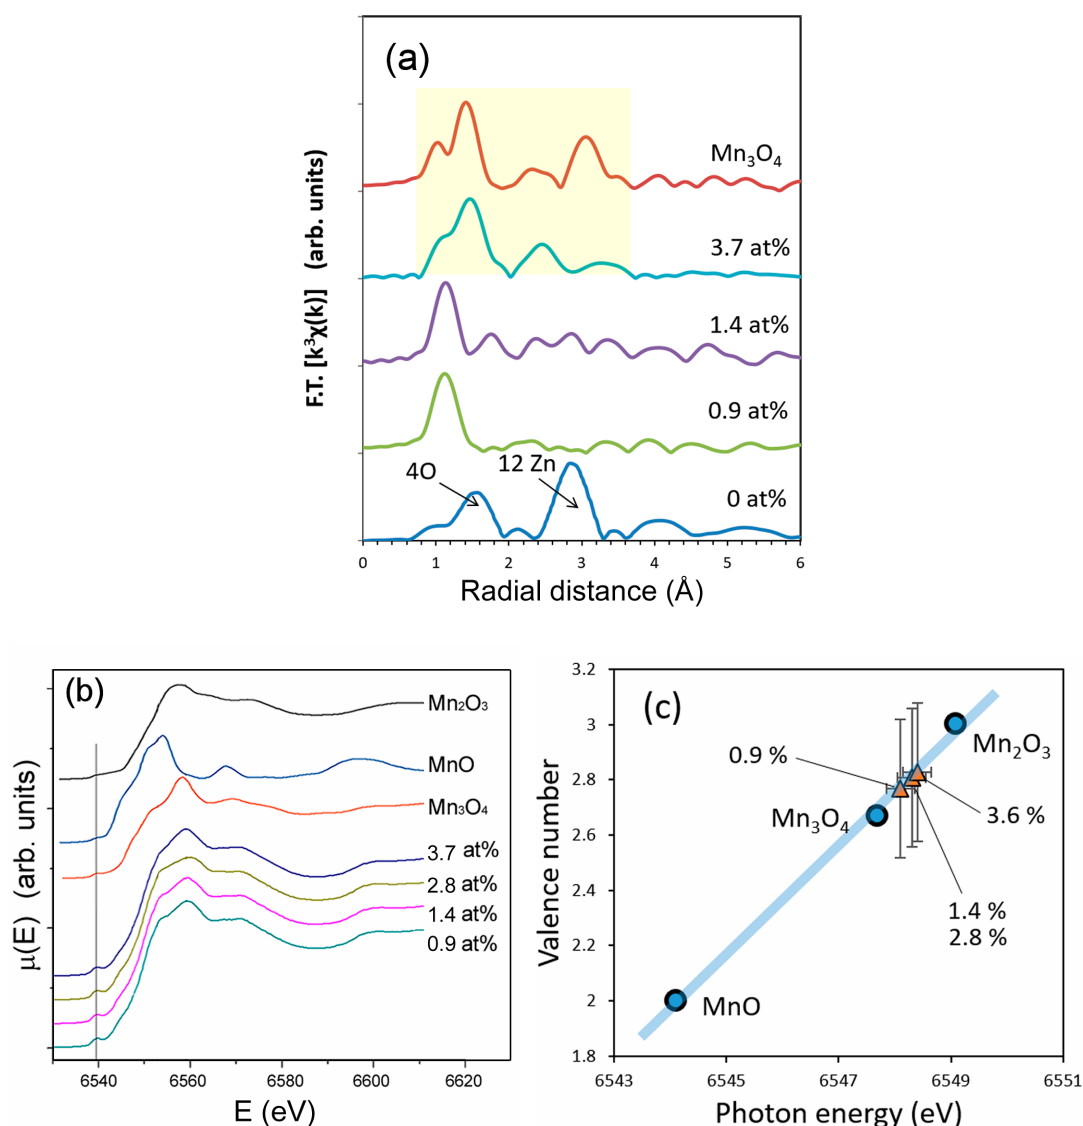 (a)
F.T. [k³χ(k)] (arb. units)
Mn₃O₄
3.7 at%
1.4 at%
0.9 at%
4O
12 Zn
0 at%
0 1 2 3 4 5 6
Radial distance (Å)
(b)
μ(E) (arb. units)
Mn₂O₃
MnO
Mn₃O₄
3.7 at%
2.8 at%
1.4 at%
0.9 at%
6540 6560 6580 6600 6620
E (eV)
(c)
Valence number
3.2
3
2.8
2.6
2.4
2.2
2
1.8
0.9 %
Mn₂O₃
Mn₃O₄
3.6 %
1.4 %
2.8 %
MnO
6543 6545 6547 6549 6551
Photon energy (eV)